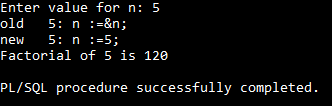 Enter value for n: 5
old   5: n :=&n;
new   5: n :=5;
Factorial of 5 is 120
PL/SQL procedure successfully completed.